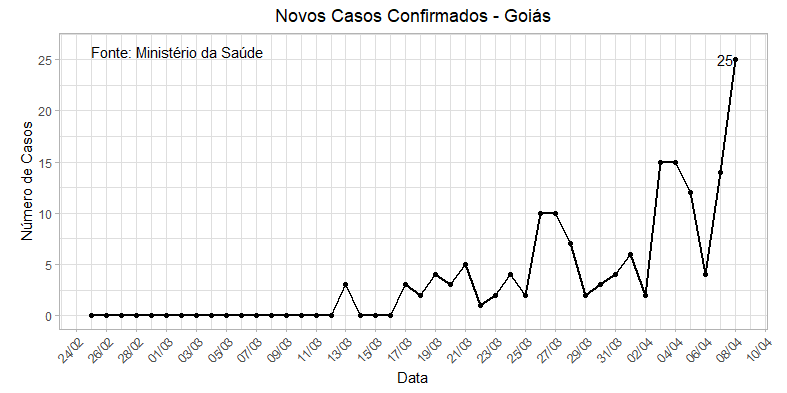 Novos Casos Confirmados - Goiás
Fonte: Ministério da Saúde
25
25
20
15
10
5
0
Número de Casos
24/02 26/02 28/02 01/03 03/03 05/03 07/03 09/03 11/03 13/03 15/03 17/03 19/03 21/03 23/03 25/03 27/03 29/03 31/03 02/04 04/04 06/04 08/04 10/04
Data